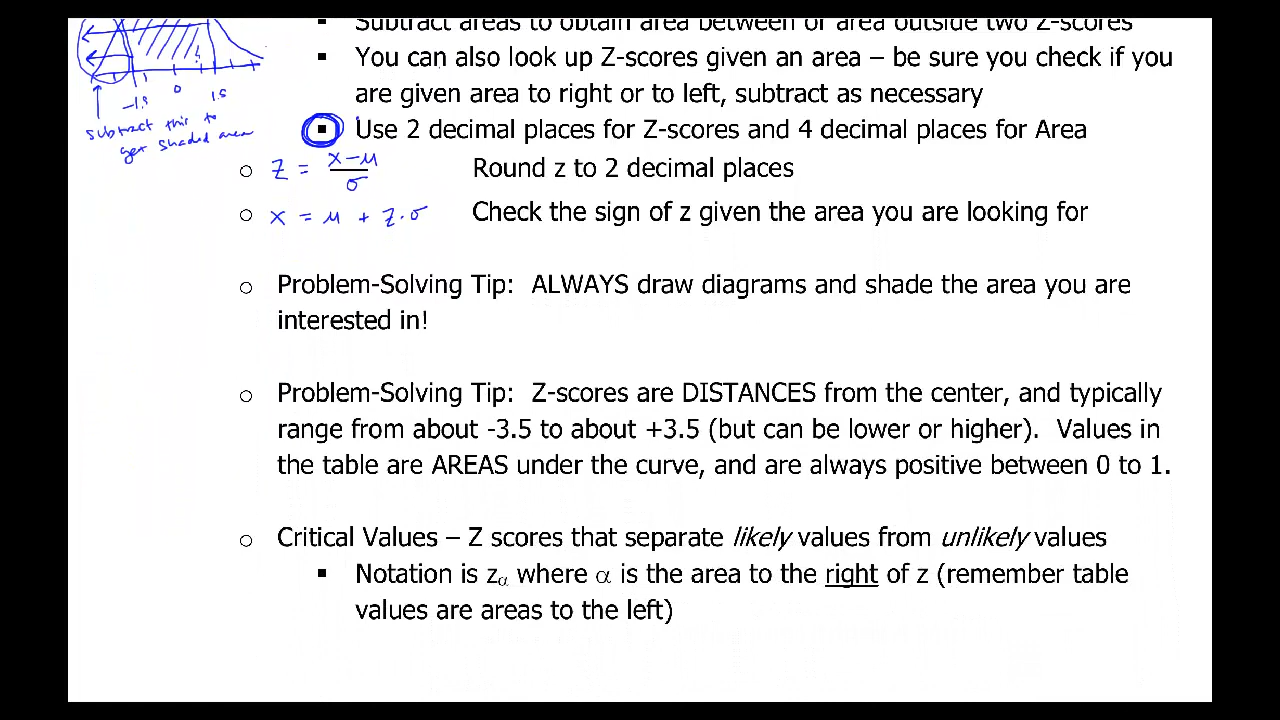 ▪ Subtract areas to obtain area between or area outside two Z-scores
▪ You can also look up Z-scores given an area – be sure you check if you
are given area to right or to left, subtract as necessary
-1.5 0 1.5
subtract this to
get shaded area
▪ Use 2 decimal places for Z-scores and 4 decimal places for Area
○ z = (x-μ)/σ Round z to 2 decimal places
○ x = μ + z·σ Check the sign of z given the area you are looking for
○ Problem-Solving Tip: ALWAYS draw diagrams and shade the area you are
interested in!
○ Problem-Solving Tip: Z-scores are DISTANCES from the center, and typically
range from about -3.5 to about +3.5 (but can be lower or higher). Values in
the table are AREAS under the curve, and are always positive between 0 to 1.
○ Critical Values – Z scores that separate likely values from unlikely values
▪ Notation is zα where α is the area to the right of z (remember table
values are areas to the left)